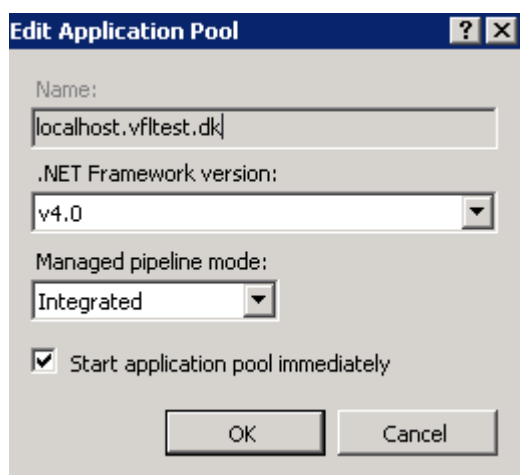 Edit Application Pool
Name:
localhost.vfltest.dk
.NET Framework version:
v4.0
Managed pipeline mode:
Integrated
Start application pool immediately
OK Cancel